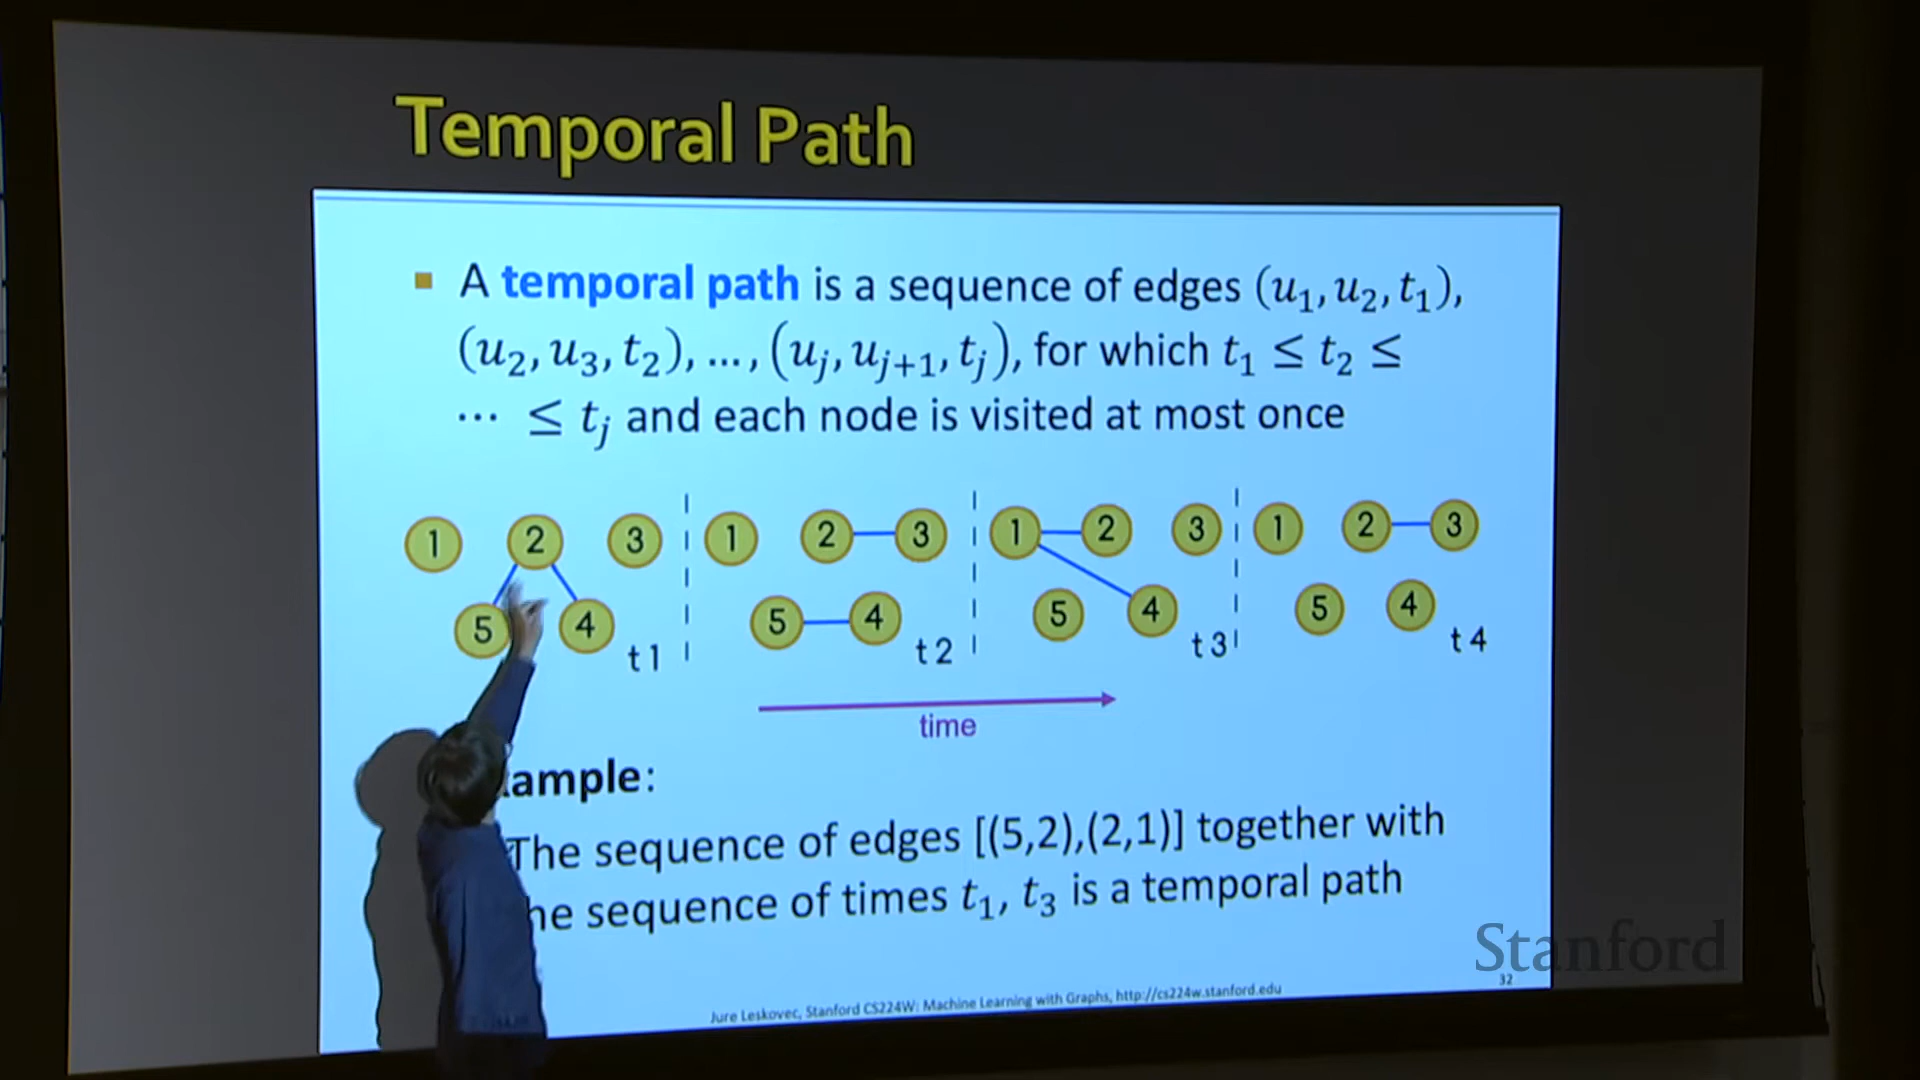 Temporal Path
A temporal path is a sequence of edges (u₁, u₂, t₁),
(u₂, u₃, t₂), ..., (uⱼ, uⱼ₊₁, tⱼ), for which t₁ ≤ t₂ ≤
⋯ ≤ tⱼ and each node is visited at most once
1 2 3 1 2 3 1 2 3 1 2 3
5 4 5 4 5 4 5 4
t1 t2 t3 t4
time
ample:
The sequence of edges [(5,2),(2,1)] together with
he sequence of times t₁, t₃ is a temporal path
Stanford
32
Jure Leskovec, Stanford CS224W: Machine Learning with Graphs, http://cs224w.stanford.edu